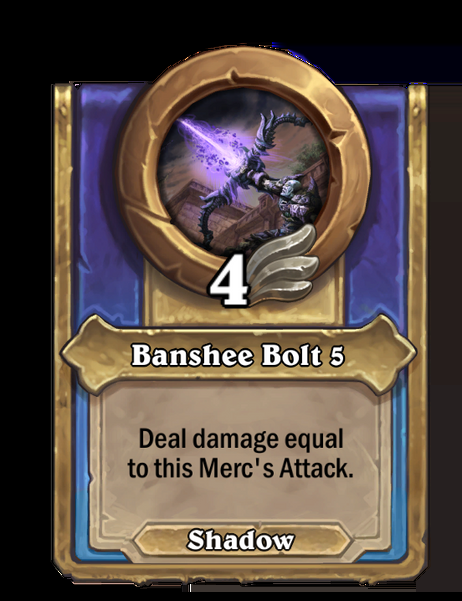 4
Banshee Bolt 5
Deal damage equal
to this Merc's Attack.
Shadow